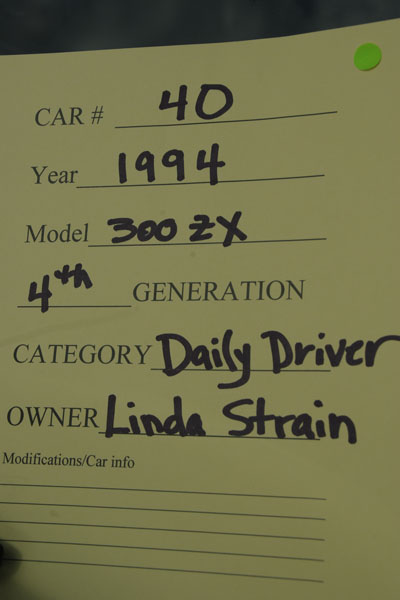 CAR # 40
Year 1994
Model 300 ZX
4th GENERATION
CATEGORY Daily Driver
OWNER Linda Strain
Modifications/Car info